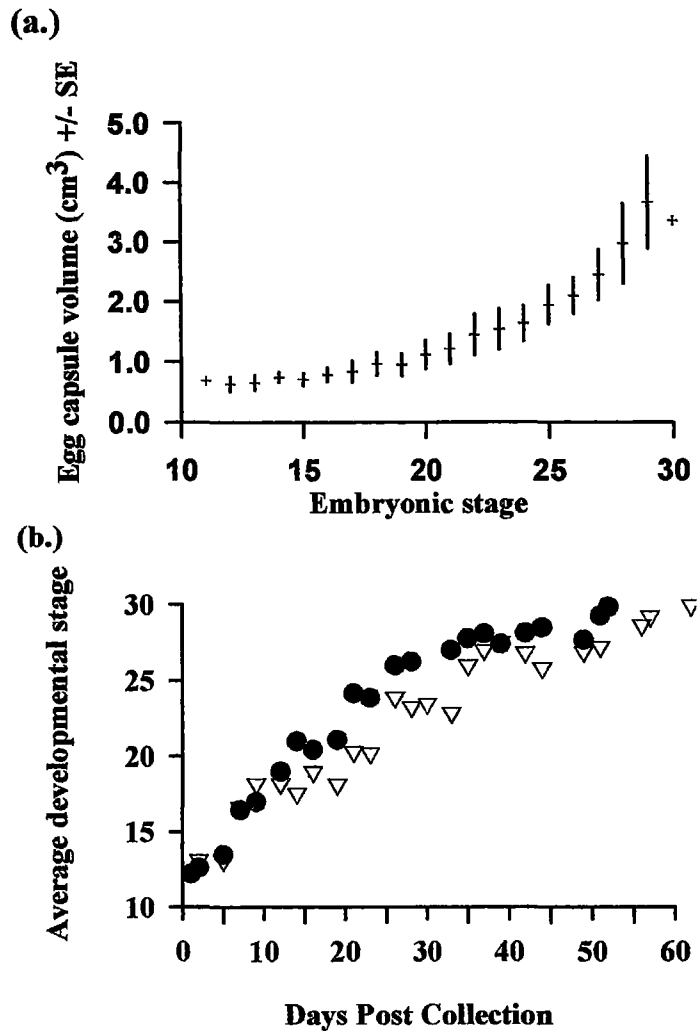 (a.)
Egg capsule volume (cm³) +/- SE
5.0
4.0
3.0
2.0
1.0
0.0
10 15 20 25 30
Embryonic stage
(b.)
Average developmental stage
30
25
20
15
10
0 10 20 30 40 50 60
Days Post Collection